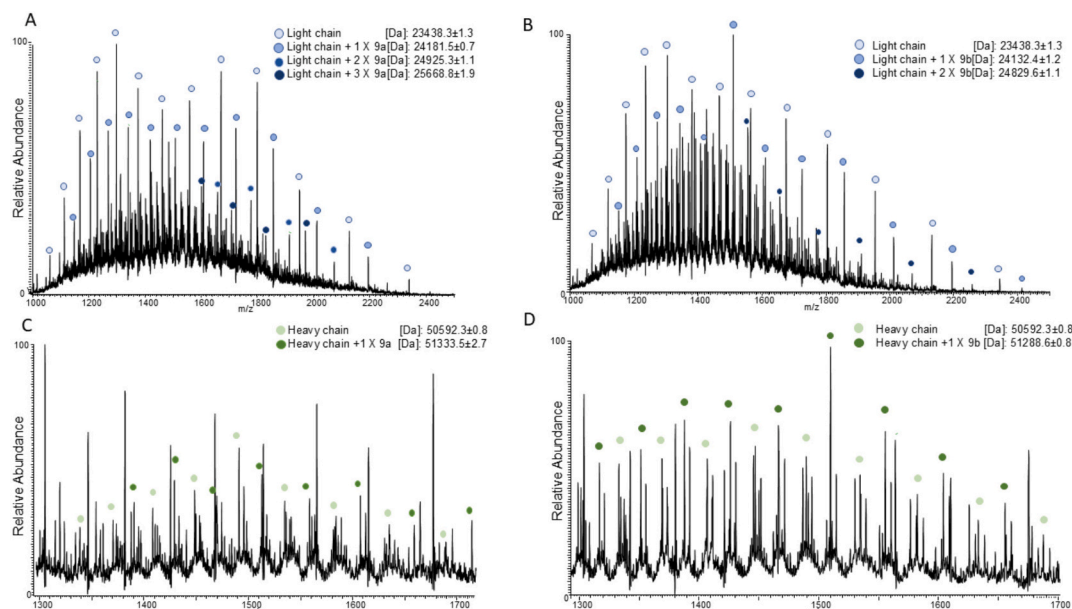 A
100
Relative Abundance
0
Light chain [Da]: 23438.3±1.3
Light chain + 1 X 9a[Da]: 24181.5±0.7
Light chain + 2 X 9a[Da]: 24925.3±1.1
Light chain + 3 X 9a[Da]: 25668.8±1.9
1000 1200 1400 1600 1800 2000 2200 2400
m/z
B
100
Relative Abundance
0
Light chain [Da]: 23438.3±1.3
Light chain + 1 X 9b[Da]: 24132.4±1.2
Light chain + 2 X 9b[Da]: 24829.6±1.1
1000 1200 1400 1600 1800 2000 2200 2400
m/z
C
100
Relative Abundance
0
Heavy chain [Da]: 50592.3±0.8
Heavy chain +1 X 9a [Da]: 51333.5±2.7
1300 1400 1500 1600 1700
D
100
Relative Abundance
0
Heavy chain [Da]: 50592.3±0.8
Heavy chain +1 X 9b [Da]: 51288.6±0.8
1300 1400 1500 1600 1700